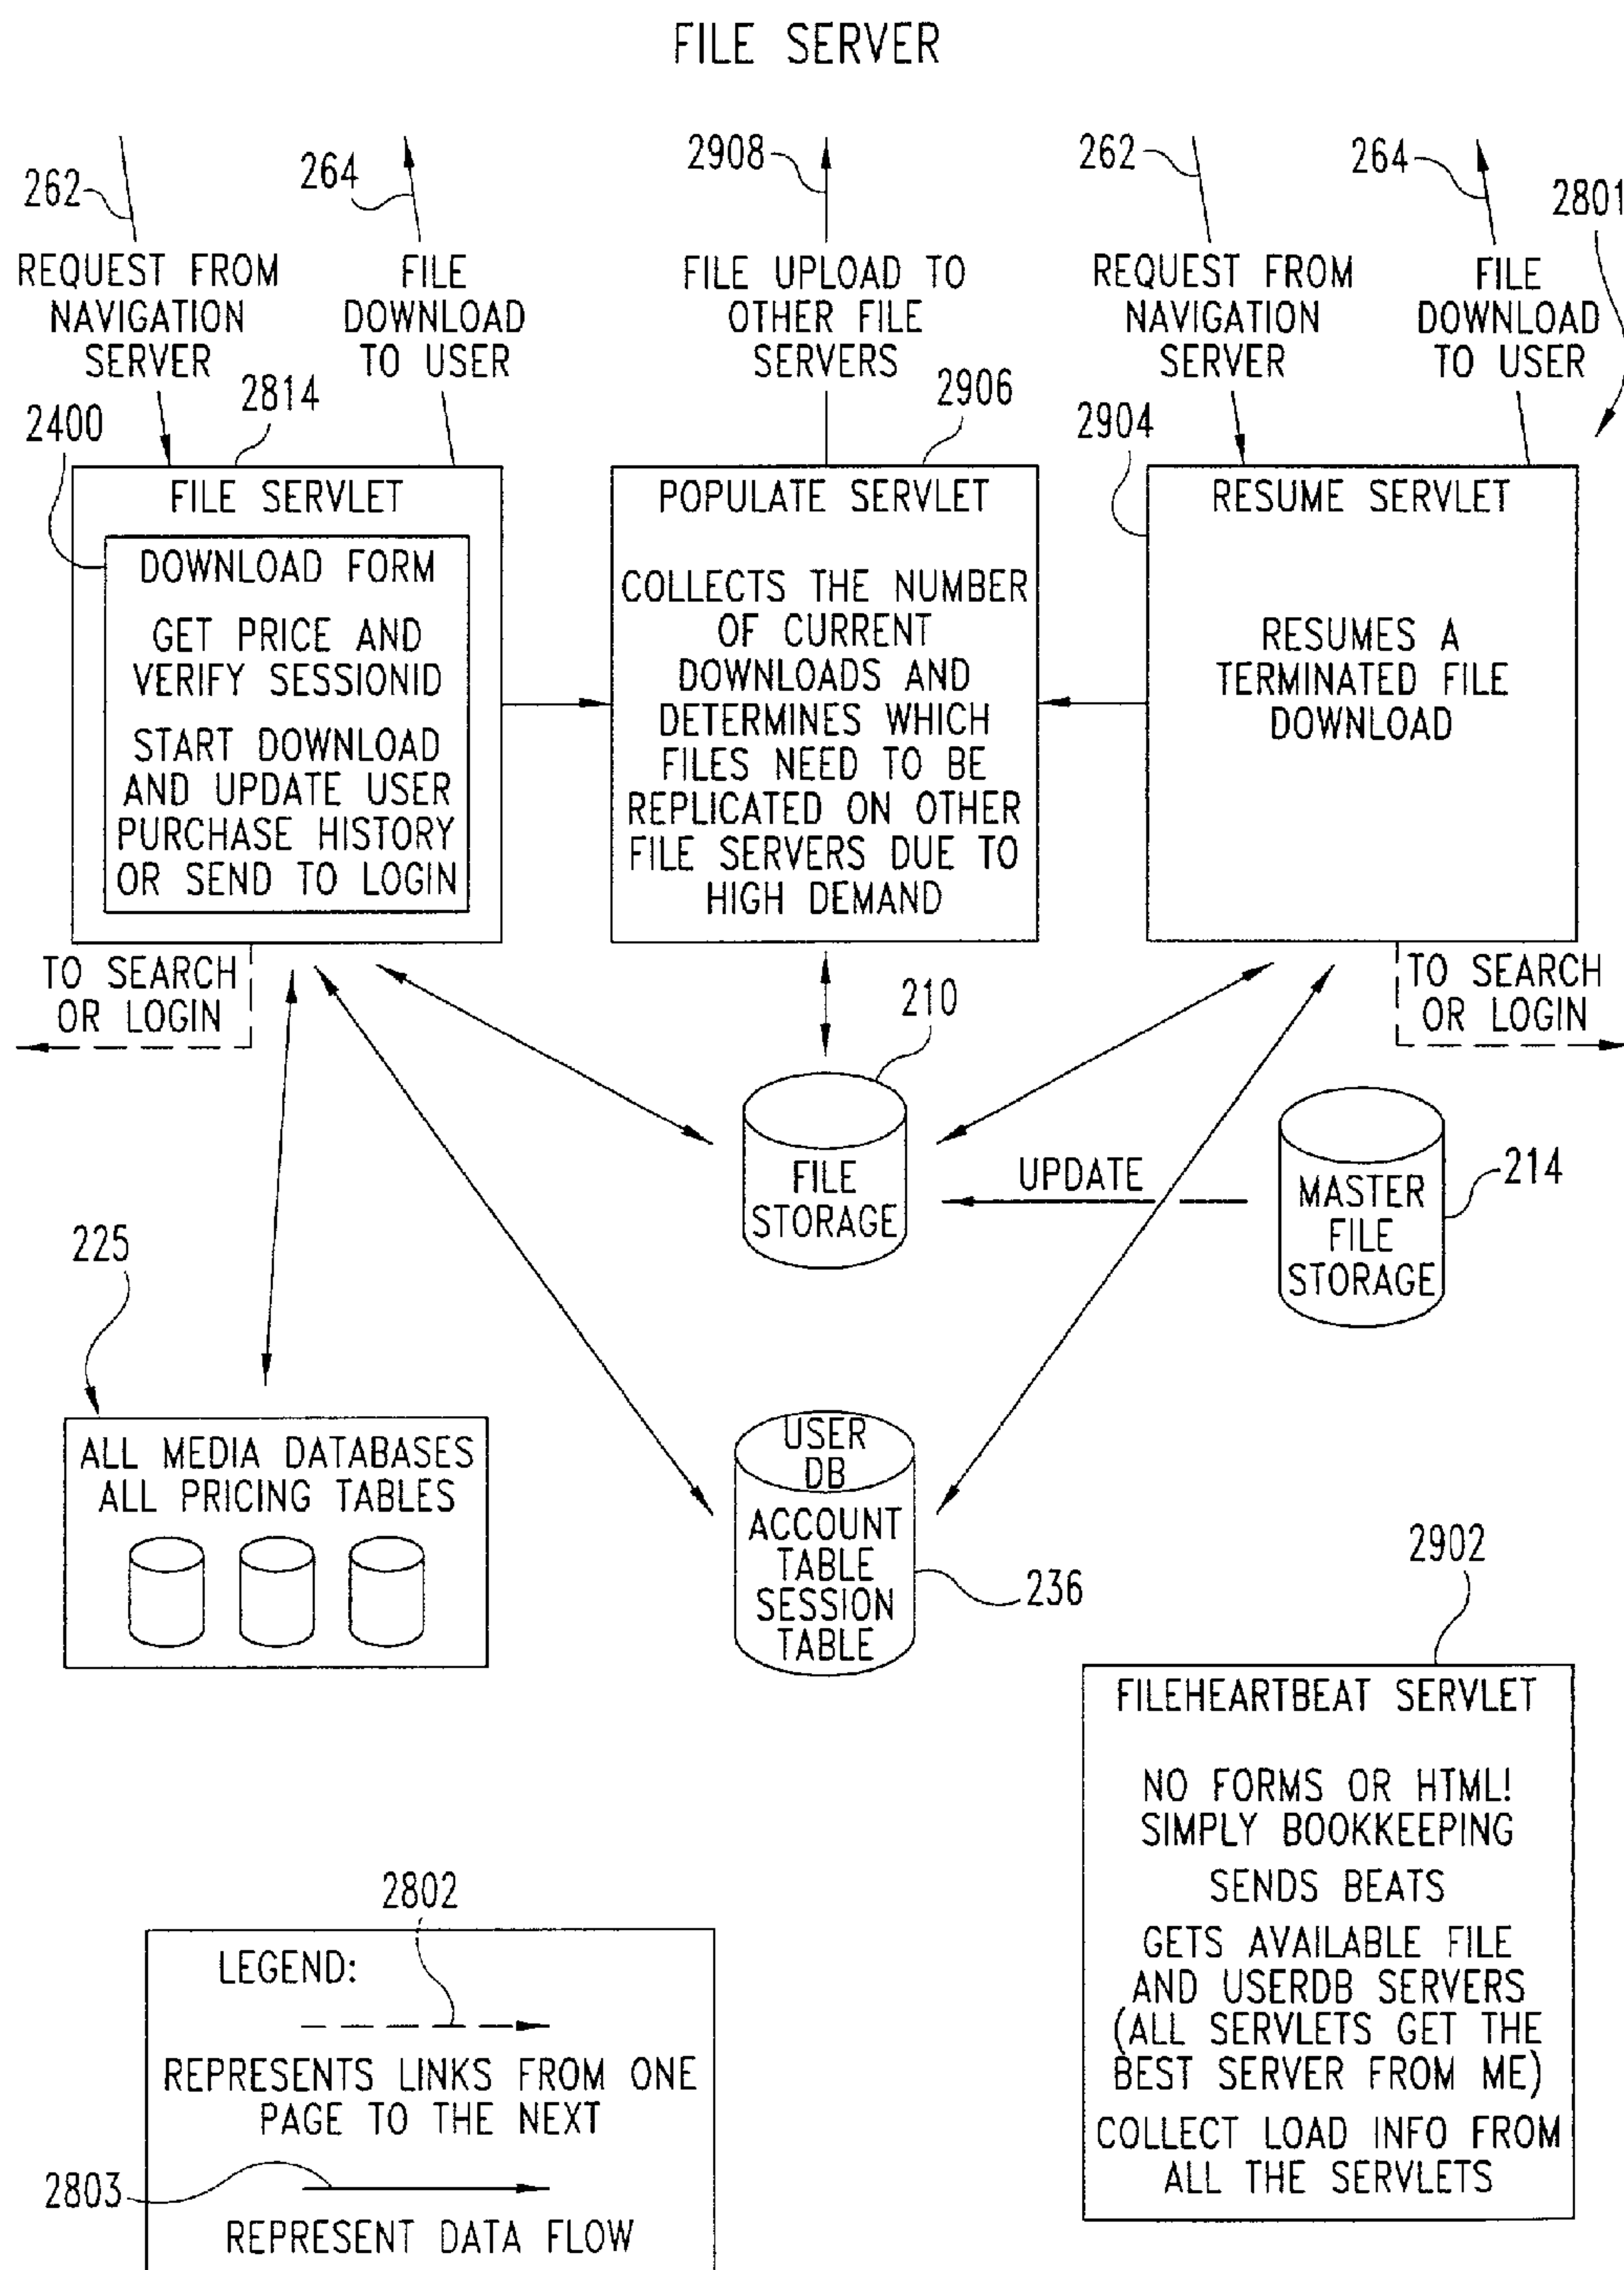 FILE SERVER
262
264
2908
262
264
2801
REQUEST FROM
NAVIGATION
SERVER
FILE
DOWNLOAD
TO USER
FILE UPLOAD TO
OTHER FILE
SERVERS
REQUEST FROM
NAVIGATION
SERVER
FILE
DOWNLOAD
TO USER
2400
2814
2906
2904
FILE SERVLET
DOWNLOAD FORM
GET PRICE AND
VERIFY SESSIONID
START DOWNLOAD
AND UPDATE USER
PURCHASE HISTORY
OR SEND TO LOGIN
POPULATE SERVLET
COLLECTS THE NUMBER
OF CURRENT
DOWNLOADS AND
DETERMINES WHICH
FILES NEED TO BE
REPLICATED ON OTHER
FILE SERVERS DUE TO
HIGH DEMAND
RESUME SERVLET
RESUMES A
TERMINATED FILE
DOWNLOAD
TO SEARCH
OR LOGIN
TO SEARCH
OR LOGIN
210
FILE
STORAGE
UPDATE
MASTER
FILE
STORAGE
214
225
ALL MEDIA DATABASES
ALL PRICING TABLES
USER
DB
ACCOUNT
TABLE
SESSION
TABLE
236
2902
FILEHEARTBEAT SERVLET
NO FORMS OR HTML!
SIMPLY BOOKKEEPING
SENDS BEATS
GETS AVAILABLE FILE
AND USERDB SERVERS
(ALL SERVLETS GET THE
BEST SERVER FROM ME)
COLLECT LOAD INFO FROM
ALL THE SERVLETS
2802
LEGEND:
REPRESENTS LINKS FROM ONE
PAGE TO THE NEXT
2803
REPRESENT DATA FLOW